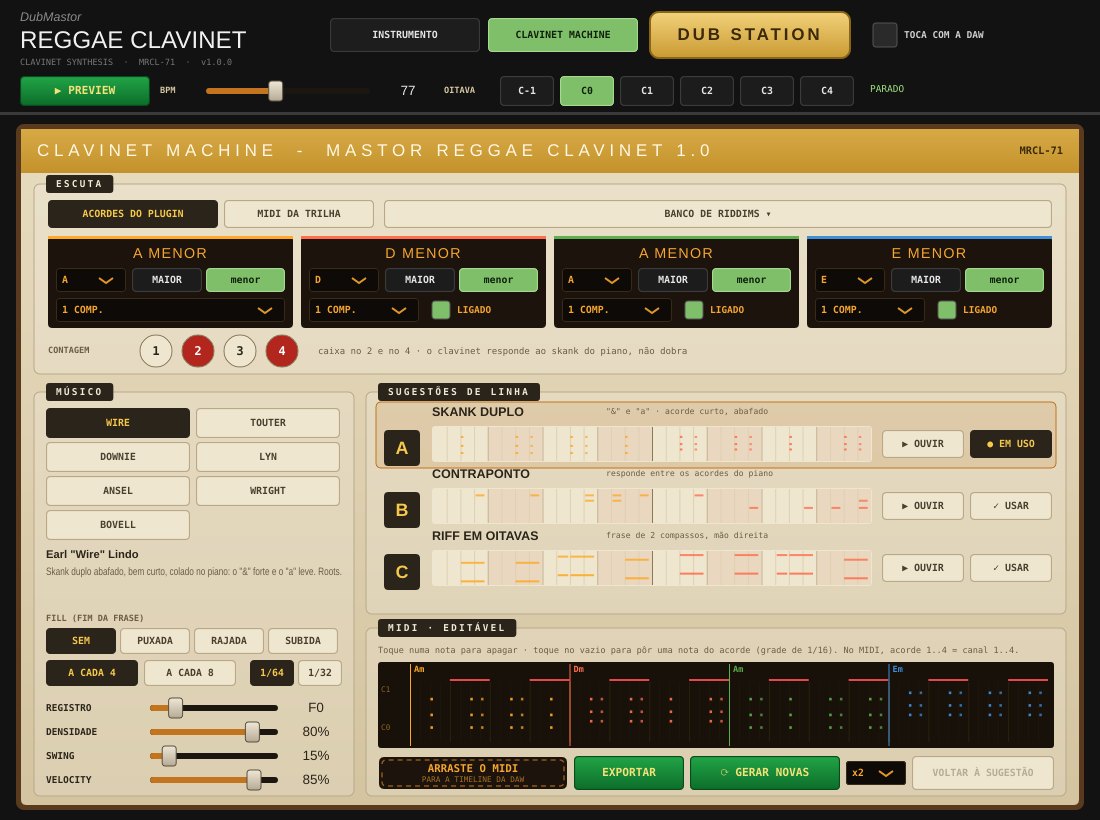 DubMastor
REGGAE CLAVINET
CLAVINET SYNTHESIS · MRCL-71 · v1.0.0
INSTRUMENTO
CLAVINET MACHINE
DUB STATION
TOCA COM A DAW
▶ PREVIEW
BPM
77
OITAVA
C-1
C0
C1
C2
C3
C4
PARADO
CLAVINET MACHINE - MASTOR REGGAE CLAVINET 1.0
MRCL-71
ESCUTA
ACORDES DO PLUGIN
MIDI DA TRILHA
BANCO DE RIDDIMS ▾
A MENOR
A
MAIOR
menor
1 COMP.
D MENOR
D
MAIOR
menor
1 COMP.
LIGADO
A MENOR
A
MAIOR
menor
1 COMP.
LIGADO
E MENOR
E
MAIOR
menor
1 COMP.
LIGADO
CONTAGEM
1
2
3
4
caixa no 2 e no 4 · o clavinet responde ao skank do piano, não dobra
MÚSICO
WIRE
TOUTER
DOWNIE
LYN
ANSEL
WRIGHT
BOVELL
Earl "Wire" Lindo
Skank duplo abafado, bem curto, colado no piano: o "&" forte e o "a" leve. Roots.
FILL (FIM DA FRASE)
SEM
PUXADA
RAJADA
SUBIDA
A CADA 4
A CADA 8
1/64
1/32
REGISTRO
F0
DENSIDADE
80%
SWING
15%
VELOCITY
85%
SUGESTÕES DE LINHA
SKANK DUPLO
"&" e "a" · acorde curto, abafado
A
▶ OUVIR
● EM USO
CONTRAPONTO
responde entre os acordes do piano
B
▶ OUVIR
✓ USAR
RIFF EM OITAVAS
frase de 2 compassos, mão direita
C
▶ OUVIR
✓ USAR
MIDI · EDITÁVEL
Toque numa nota para apagar · toque no vazio para pôr uma nota do acorde (grade de 1/16). No MIDI, acorde 1..4 = canal 1..4.
Am
Dm
Am
Em
C1
C0
ARRASTE O MIDI
PARA A TIMELINE DA DAW
EXPORTAR
⟳ GERAR NOVAS
x2
VOLTAR À SUGESTÃO